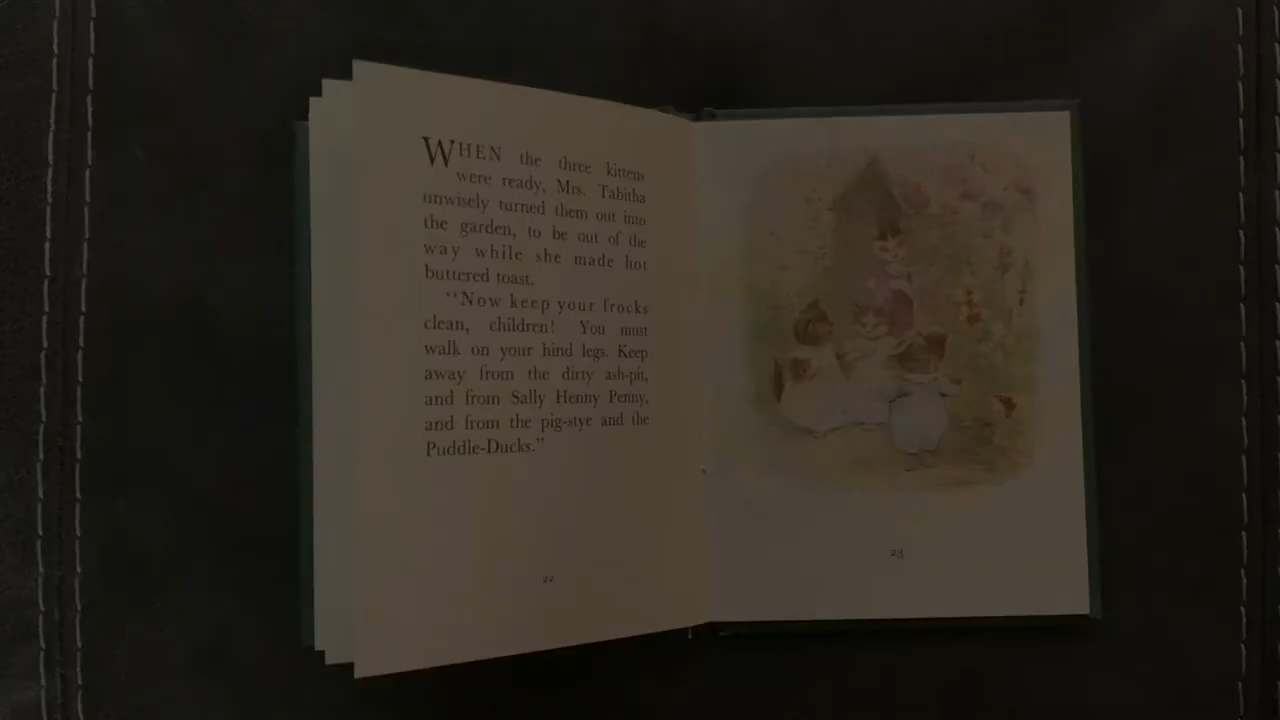 WHEN the three kittens
were ready, Mrs. Tabitha
unwisely turned them out into
the garden, to be out of the
way while she made hot
buttered toast.
“Now keep your frocks
clean, children! You must
walk on your hind legs. Keep
away from the dirty ash-pit,
and from Sally Henny Penny,
and from the pig-stye and the
Puddle-Ducks.”
22
23